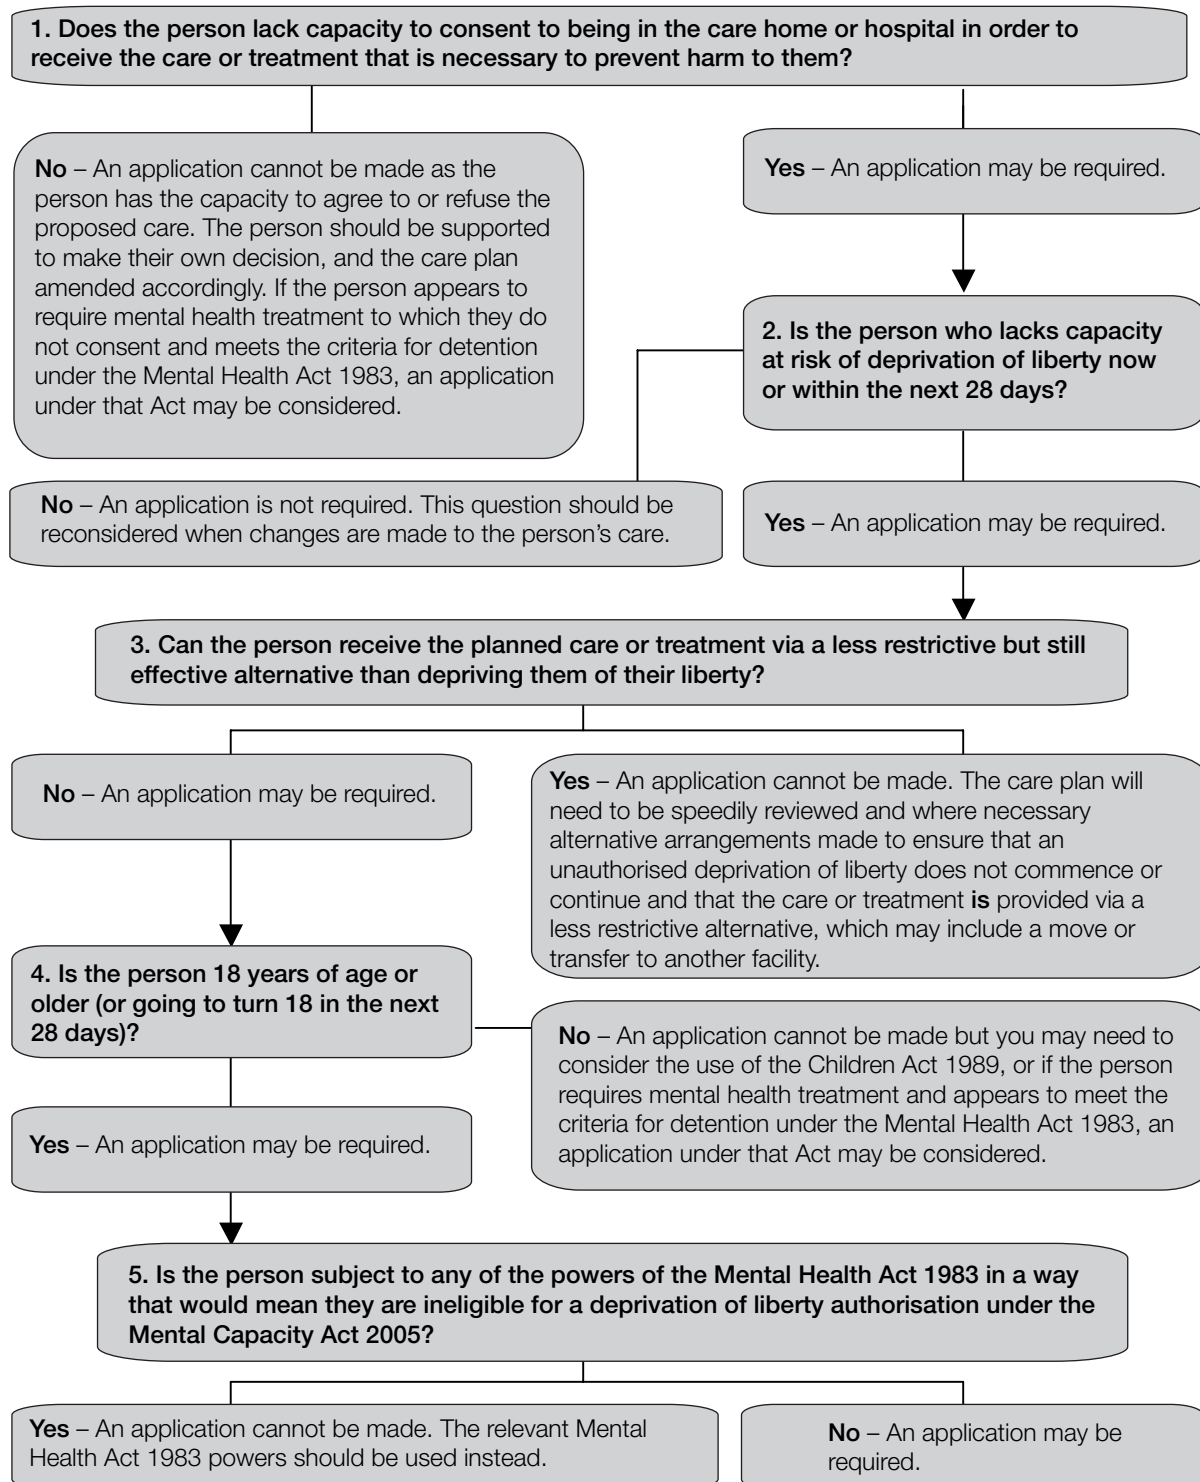 1. Does the person lack capacity to consent to being in the care home or hospital in order to
receive the care or treatment that is necessary to prevent harm to them?
No – An application cannot be made as the
person has the capacity to agree to or refuse the
proposed care. The person should be supported
to make their own decision, and the care plan
amended accordingly. If the person appears to
require mental health treatment to which they do
not consent and meets the criteria for detention
under the Mental Health Act 1983, an application
under that Act may be considered.
Yes – An application may be required.
2. Is the person who lacks capacity
at risk of deprivation of liberty now
or within the next 28 days?
No – An application is not required. This question should be
reconsidered when changes are made to the person’s care.
Yes – An application may be required.
3. Can the person receive the planned care or treatment via a less restrictive but still
effective alternative than depriving them of their liberty?
No – An application may be required.
Yes – An application cannot be made. The care plan will
need to be speedily reviewed and where necessary
alternative arrangements made to ensure that an
unauthorised deprivation of liberty does not commence or
continue and that the care or treatment is provided via a
less restrictive alternative, which may include a move or
transfer to another facility.
4. Is the person 18 years of age or
older (or going to turn 18 in the next
28 days)?
No – An application cannot be made but you may need to
consider the use of the Children Act 1989, or if the person
requires mental health treatment and appears to meet the
criteria for detention under the Mental Health Act 1983, an
application under that Act may be considered.
Yes – An application may be required.
5. Is the person subject to any of the powers of the Mental Health Act 1983 in a way
that would mean they are ineligible for a deprivation of liberty authorisation under the
Mental Capacity Act 2005?
Yes – An application cannot be made. The relevant Mental
Health Act 1983 powers should be used instead.
No – An application may be
required.